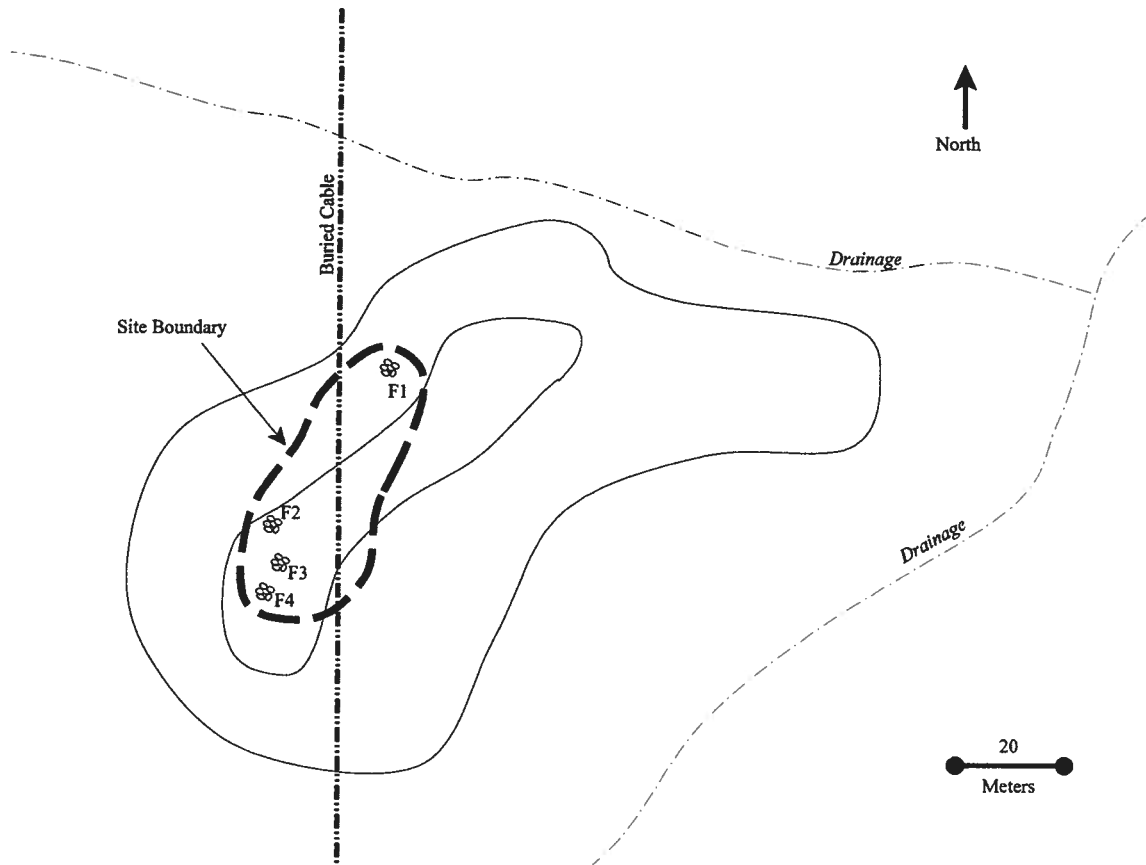 North
Buried Cable
Drainage
Site Boundary
F1
F2
F3
F4
Drainage
20
Meters